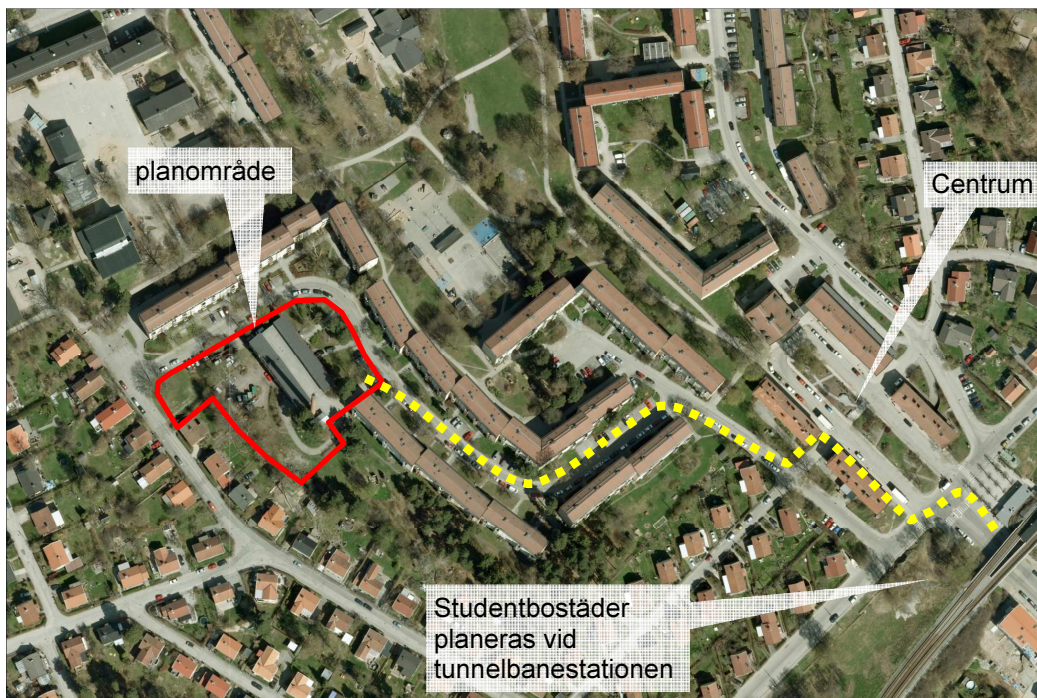 planområde
Centrum
Studentbostäder
planeras vid
tunnelbanestationen